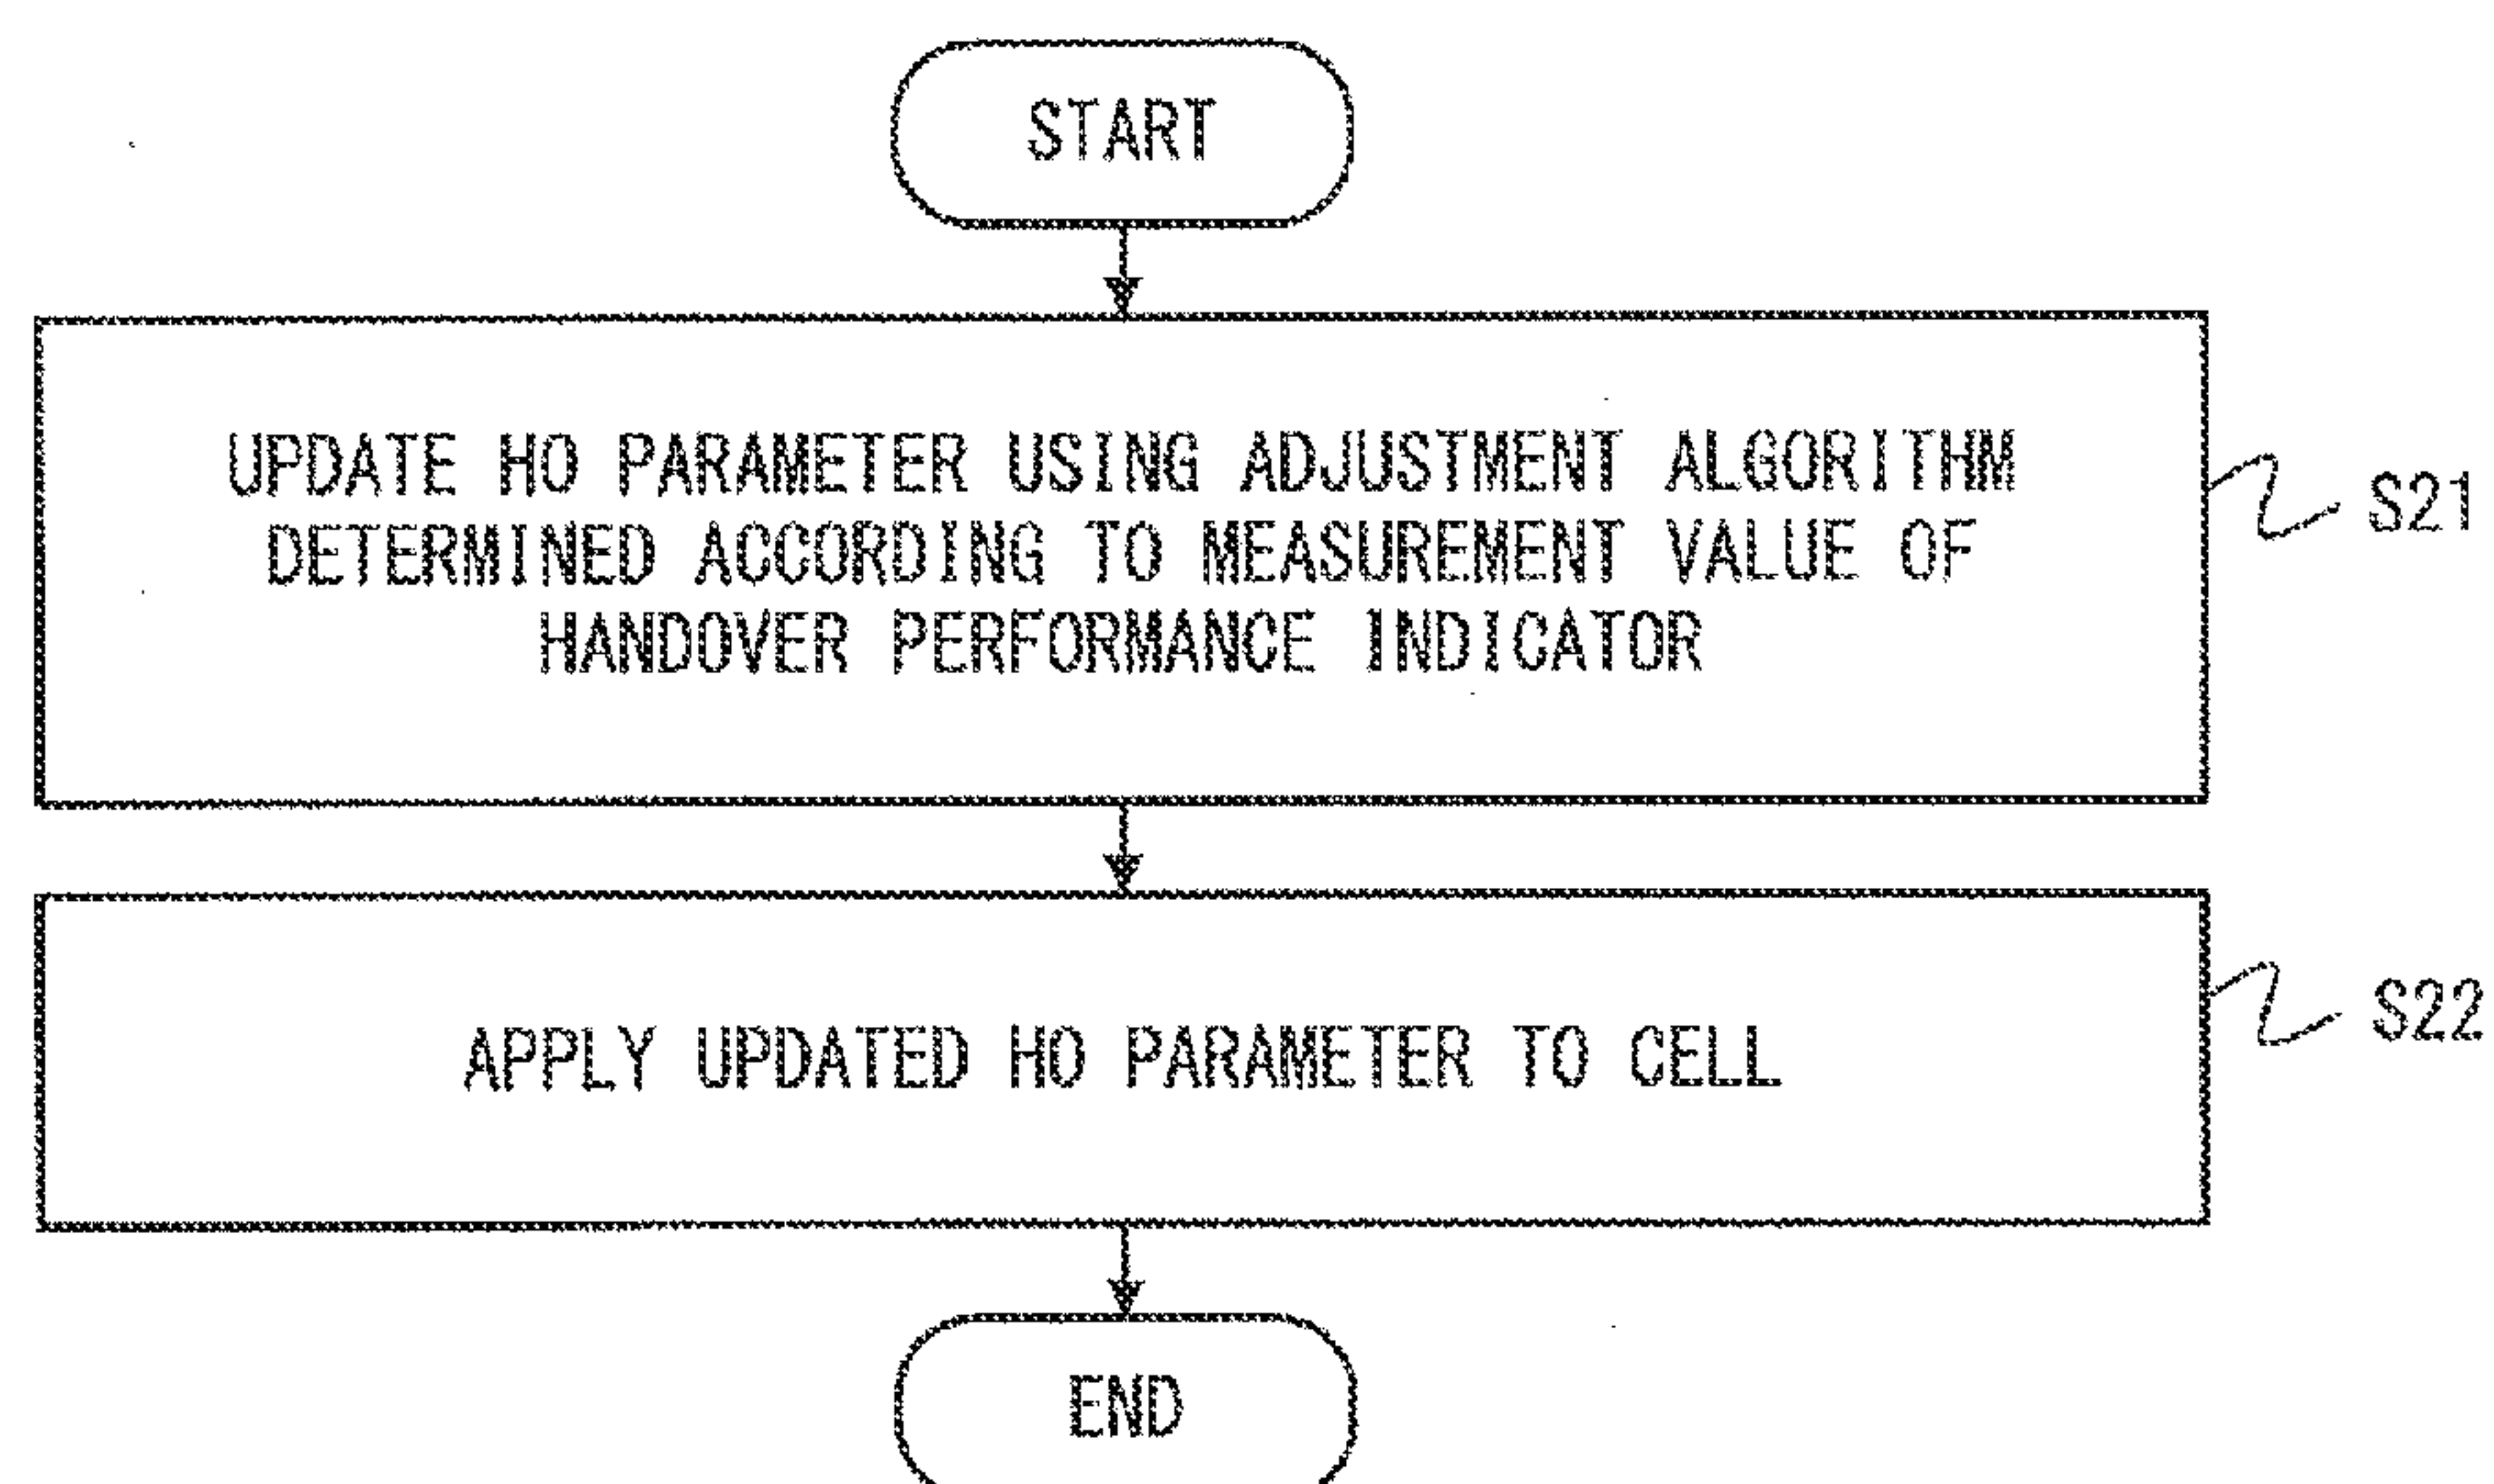 START
UPDATE HO PARAMETER USING ADJUSTMENT ALGORITHM
DETERMINED ACCORDING TO MEASUREMENT VALUE OF
HANDOVER PERFORMANCE INDICATOR
S21
APPLY UPDATED HO PARAMETER TO CELL
S22
END